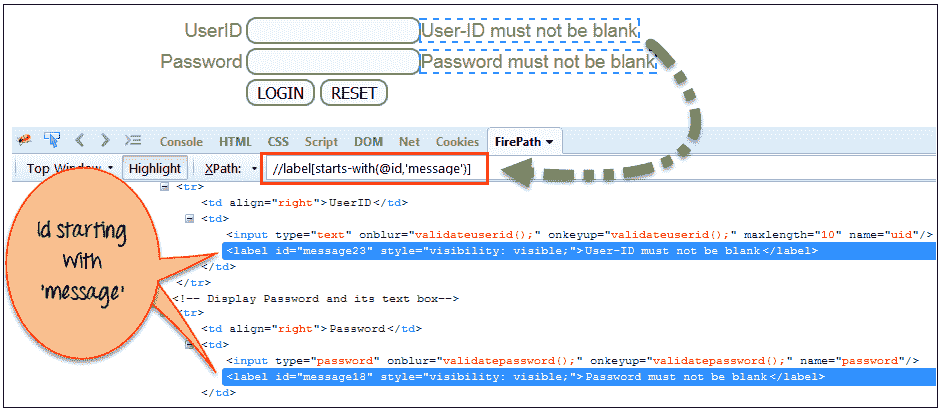 UserID User-ID must not be blank
Password Password must not be blank
LOGIN RESET
Console HTML CSS Script DOM Net Cookies FirePath
Top Window Highlight XPath: //label[starts-with(@id,'message')]
<tr>
<td align="right">UserID</td>
<td>
<input type="text" onblur="validateuserid();" onkeyup="validateuserid();" maxlength="10" name="uid"/>
<label id="message23" style="visibility: visible;">User-ID must not be blank</label>
</td>
</tr>
<!-- Display Password and its text box-->
<tr>
<td align="right">Password</td>
<td>
<input type="password" onblur="validatepassword();" onkeyup="validatepassword();" name="password"/>
<label id="message18" style="visibility: visible;">Password must not be blank</label>
</td>
Id starting
with
'message'